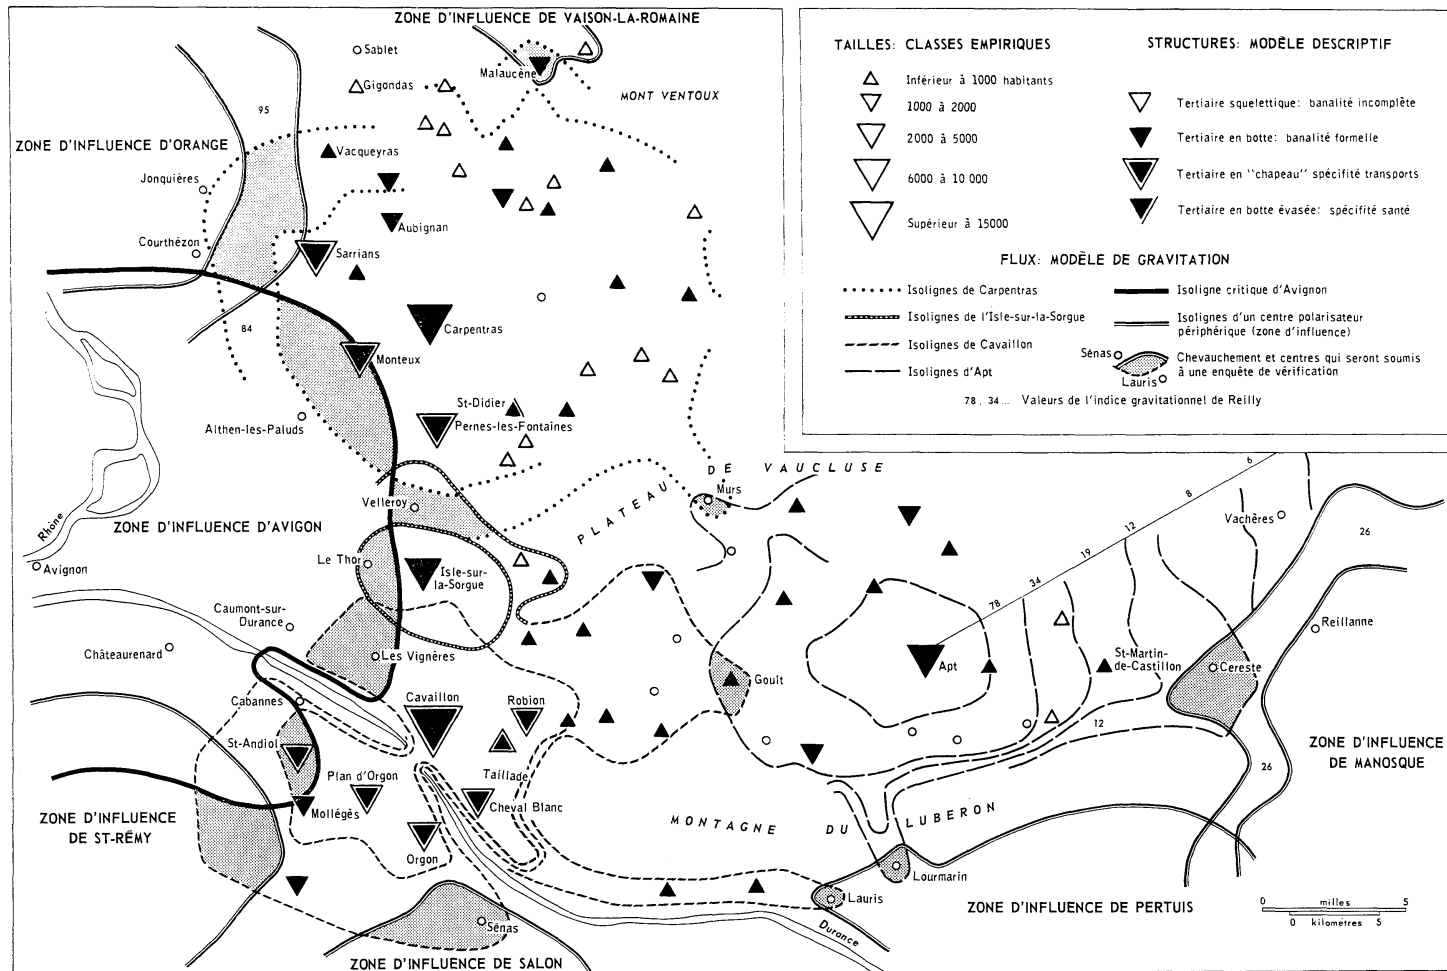 ZONE D'INFLUENCE DE VAISON-LA-ROMAINE
Sablet
Gigondas
Malaucène
MONT VENTOUX
95
ZONE D'INFLUENCE D'ORANGE
Vacqueyras
Jonquières
Aubignan
Courthézon
Sarrians
84
Carpentras
Monteux
St-Didier
Althen-les-Paluds
Pernes-les-Fontaines
PLATEAU
DE VAUCLUSE
Murs
Velleroy
Rhône
ZONE D'INFLUENCE D'AVIGON
Le Thor
Avignon
Isle-sur-
la-Sorgue
Caumont-sur-
Durance
Châteaurenard
Les Vignères
Cabannes
Cavaillon
Robion
Goult
Apt
St-Martin-
de-Castillon
Cereste
Vachères
Reillanne
6
8
12
19
34
78
26
12
26
St-Andiol
Plan d'Orgon
Taillade
Mollégès
Cheval Blanc
Orgon
ZONE D'INFLUENCE
DE ST-RÉMY
ZONE D'INFLUENCE
DE MANOSQUE
MONTAGNE DU LUBERON
Lourmarin
Lauris
Sénas
Durance
ZONE D'INFLUENCE DE PERTUIS
ZONE D'INFLUENCE DE SALON
0 milles 5
0 kilomètres 5
TAILLES: CLASSES EMPIRIQUES
Inférieur à 1000 habitants
1000 à 2000
2000 à 5000
6000 à 10 000
Supérieur à 15000
STRUCTURES: MODÈLE DESCRIPTIF
Tertiaire squelettique: banalité incomplète
Tertiaire en botte: banalité formelle
Tertiaire en "chapeau" spécifité transports
Tertiaire en botte évasée: spécifité santé
FLUX: MODÈLE DE GRAVITATION
Isolignes de Carpentras
Isolignes de l'Isle-sur-la-Sorgue
Isolignes de Cavaillon
Isolignes d'Apt
Isoligne critique d'Avignon
Isolignes d'un centre polarisateur
périphérique (zone d'influence)
Sénas
Lauris
Chevauchement et centres qui seront soumis
à une enquête de vérification
78, 34... Valeurs de l'indice gravitationnel de Reilly